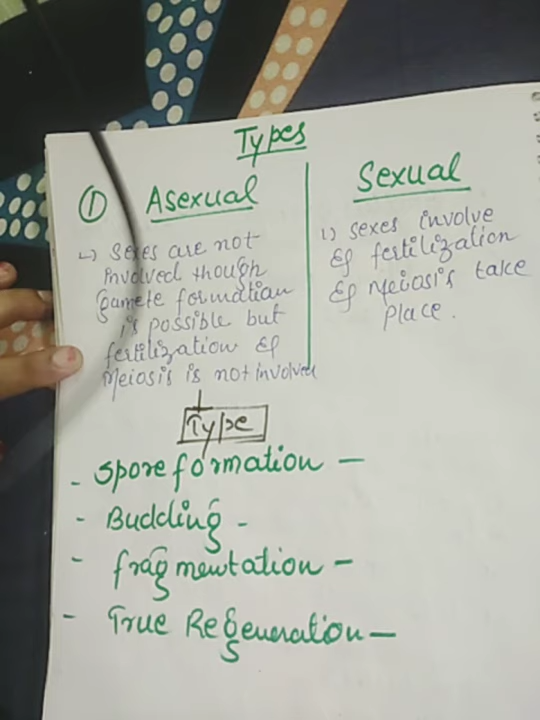 Types
① Asexual
↳ Sexes are not
involved though
gamete formation
is possible but
fertilization &
Meiosis is not involved
Sexual
1) Sexes involve
& fertilization
& Meiosis take
place.
Type
- Spore formation -
- Budding -
- fragmentation -
- True Regeneration -